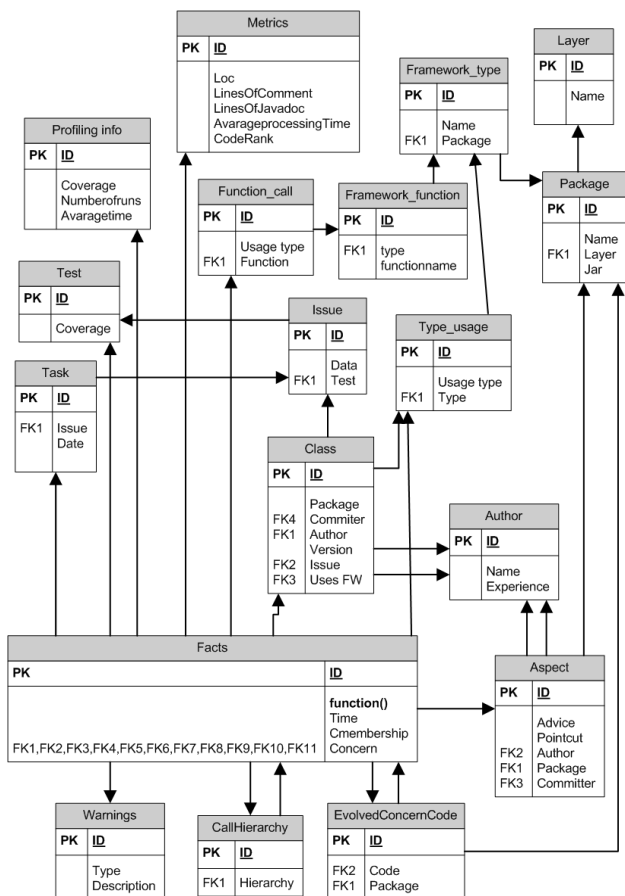 Metrics
PK ID
Loc
LinesOfComment
LinesOfJavadoc
AvarageprocessingTime
CodeRank
Layer
PK ID
Name
Framework_type
PK ID
Name
FK1 Package
Profiling info
PK ID
Coverage
Numberofruns
Avaragetime
Package
PK ID
Name
FK1 Layer
Jar
Function_call
PK ID
Usage type
FK1 Function
Framework_function
PK ID
FK1 type
functionname
Test
PK ID
Coverage
Issue
PK ID
Data
FK1 Test
Type_usage
PK ID
Usage type
FK1 Type
Task
PK ID
FK1 Issue
Date
Class
PK ID
Package
FK4 Commiter
FK1 Author
Version
FK2 Issue
FK3 Uses FW
Author
PK ID
Name
Experience
Facts
PK ID
function()
Time
Cmembership
FK1,FK2,FK3,FK4,FK5,FK6,FK7,FK8,FK9,FK10,FK11 Concern
Aspect
PK ID
Advice
Pointcut
FK2 Author
FK1 Package
FK3 Committer
Warnings
PK ID
Type
Description
CallHierarchy
PK ID
FK1 Hierarchy
EvolvedConcernCode
PK ID
FK2 Code
FK1 Package